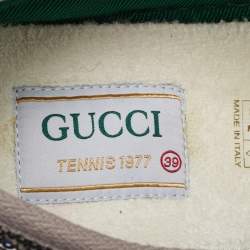 GUCCI
TENNIS 1977 39
MADE IN ITALY